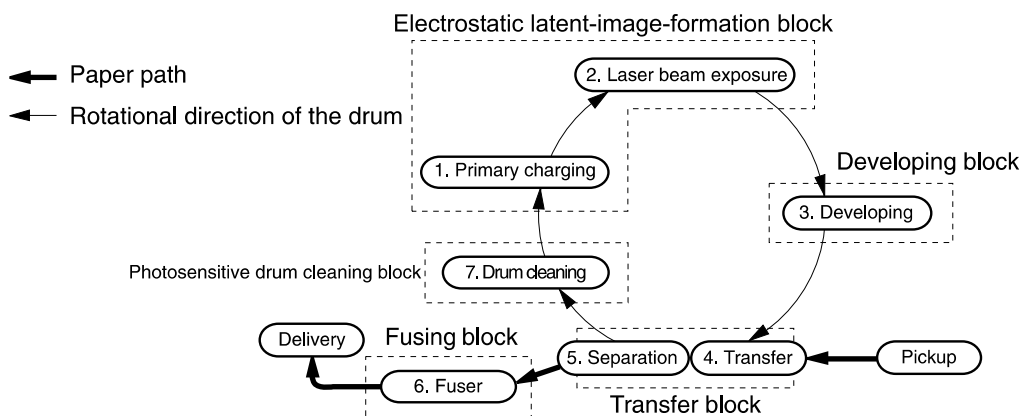 Electrostatic latent-image-formation block
Paper path
2. Laser beam exposure
Rotational direction of the drum
1. Primary charging
Developing block
3. Developing
Photosensitive drum cleaning block
7. Drum cleaning
Delivery
Fusing block
5. Separation
4. Transfer
Pickup
6. Fuser
Transfer block